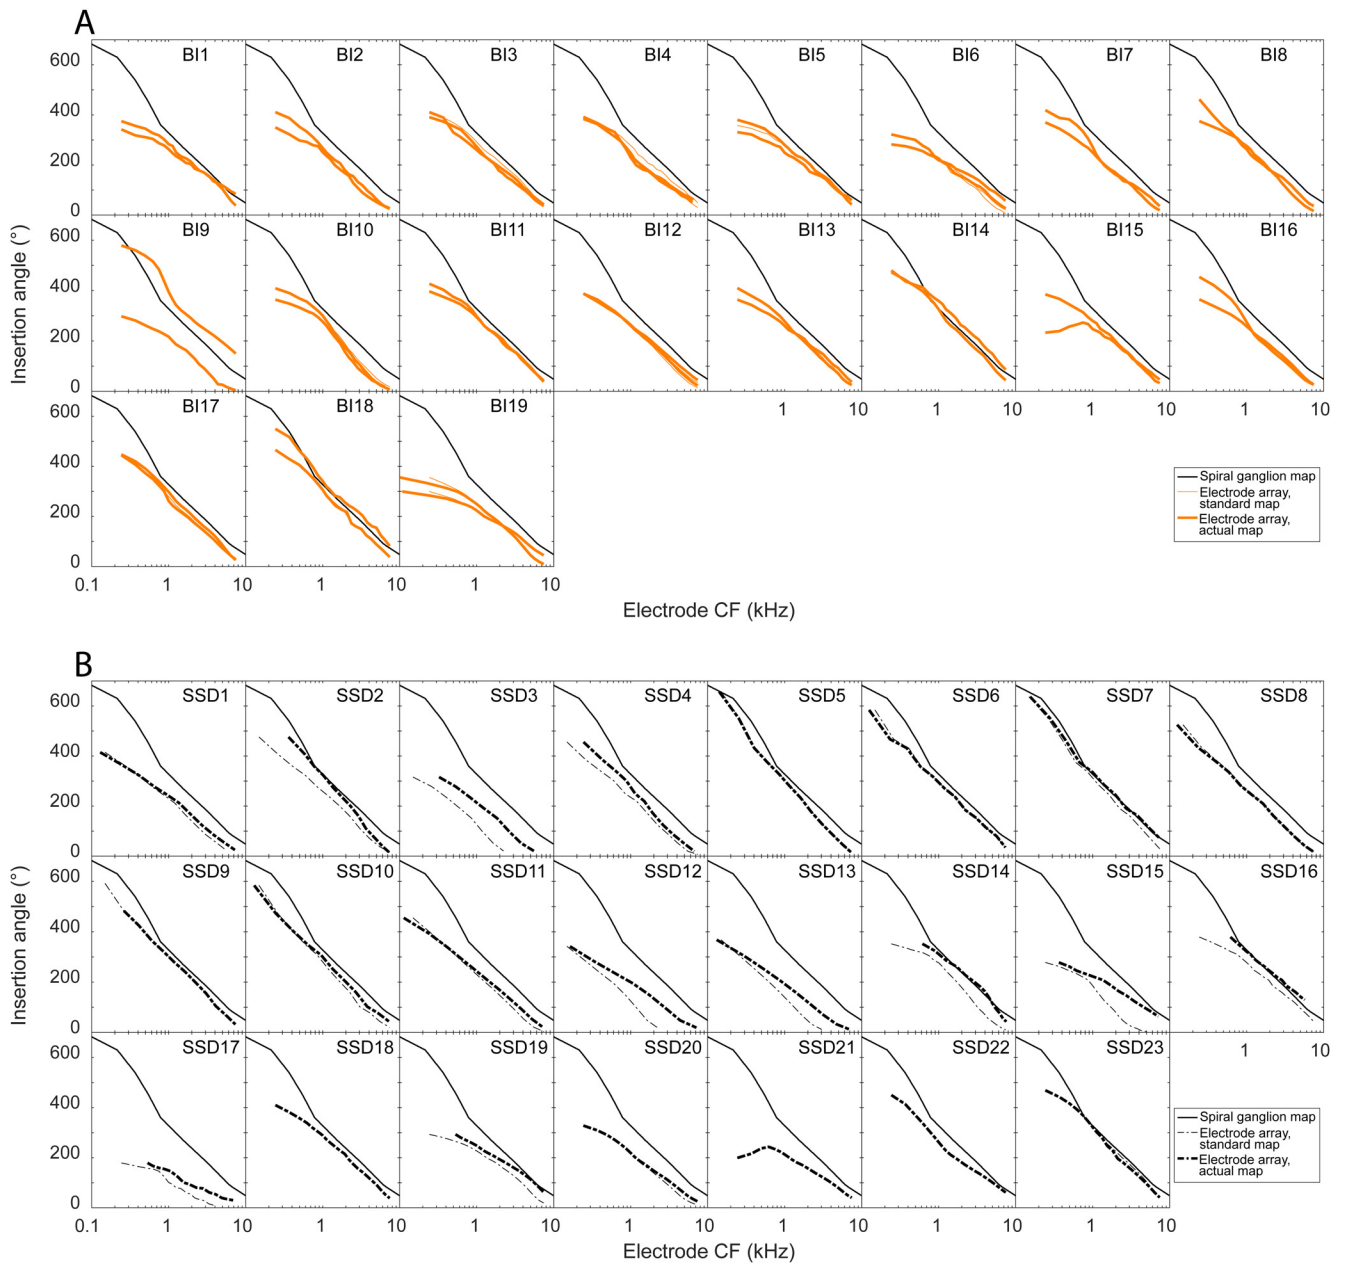 A
BI1 BI2 BI3 BI4 BI5 BI6 BI7 BI8
600
400
200
0
BI9 BI10 BI11 BI12 BI13 BI14 BI15 BI16
600
400
200
0
1 10 1 10 1 10 1 10
BI17 BI18 BI19
600
400
200
0
0.1 1 10 1 10 1 10
Insertion angle (°)
Electrode CF (kHz)
Spiral ganglion map
Electrode array,
standard map
Electrode array,
actual map
B
SSD1 SSD2 SSD3 SSD4 SSD5 SSD6 SSD7 SSD8
600
400
200
0
SSD9 SSD10 SSD11 SSD12 SSD13 SSD14 SSD15 SSD16
600
400
200
0
1 10
SSD17 SSD18 SSD19 SSD20 SSD21 SSD22 SSD23
600
400
200
0
0.1 1 10 1 10 1 10 1 10 1 10 1 10 1 10
Insertion angle (°)
Electrode CF (kHz)
Spiral ganglion map
Electrode array,
standard map
Electrode array,
actual map